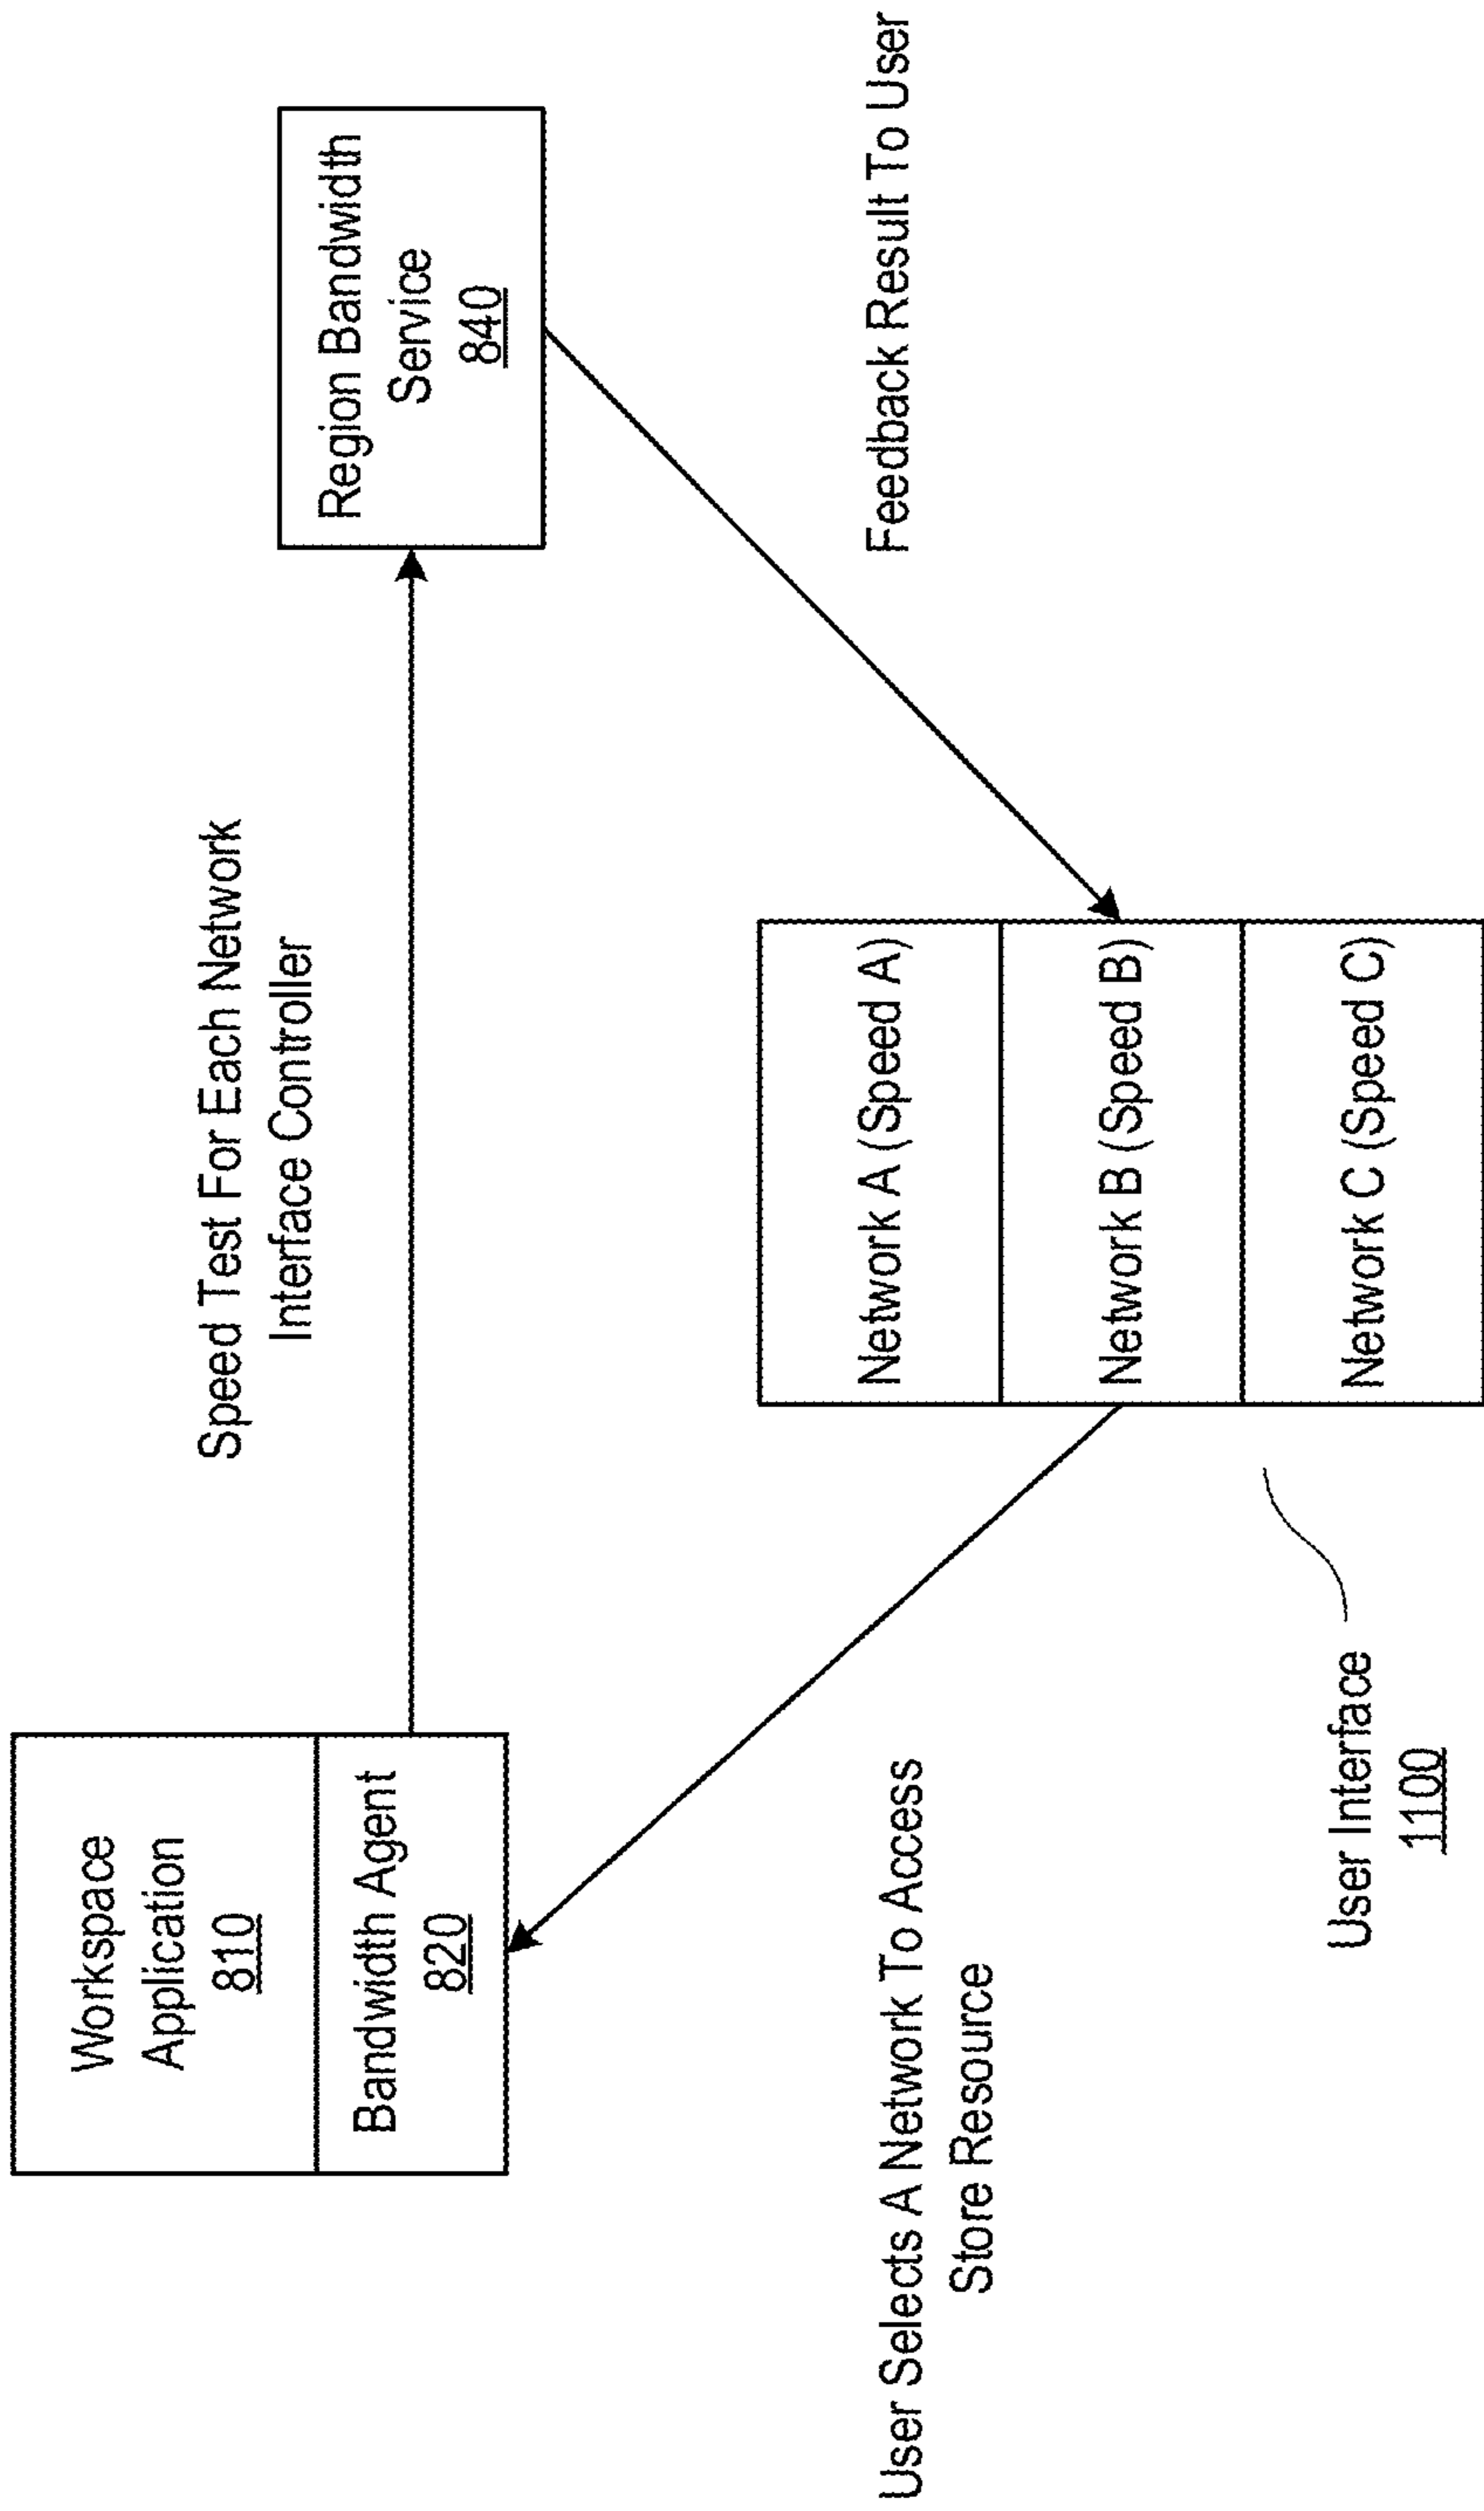 Workspace
Application
810
Bandwidth Agent
820
Speed Test For Each Network
Interface Controller
Region Bandwidth
Service
840
User Selects A Network To Access
Store Resource
Network A (Speed A)
Network B (Speed B)
Network C (Speed C)
Feedback Result To User
User Interface
1100